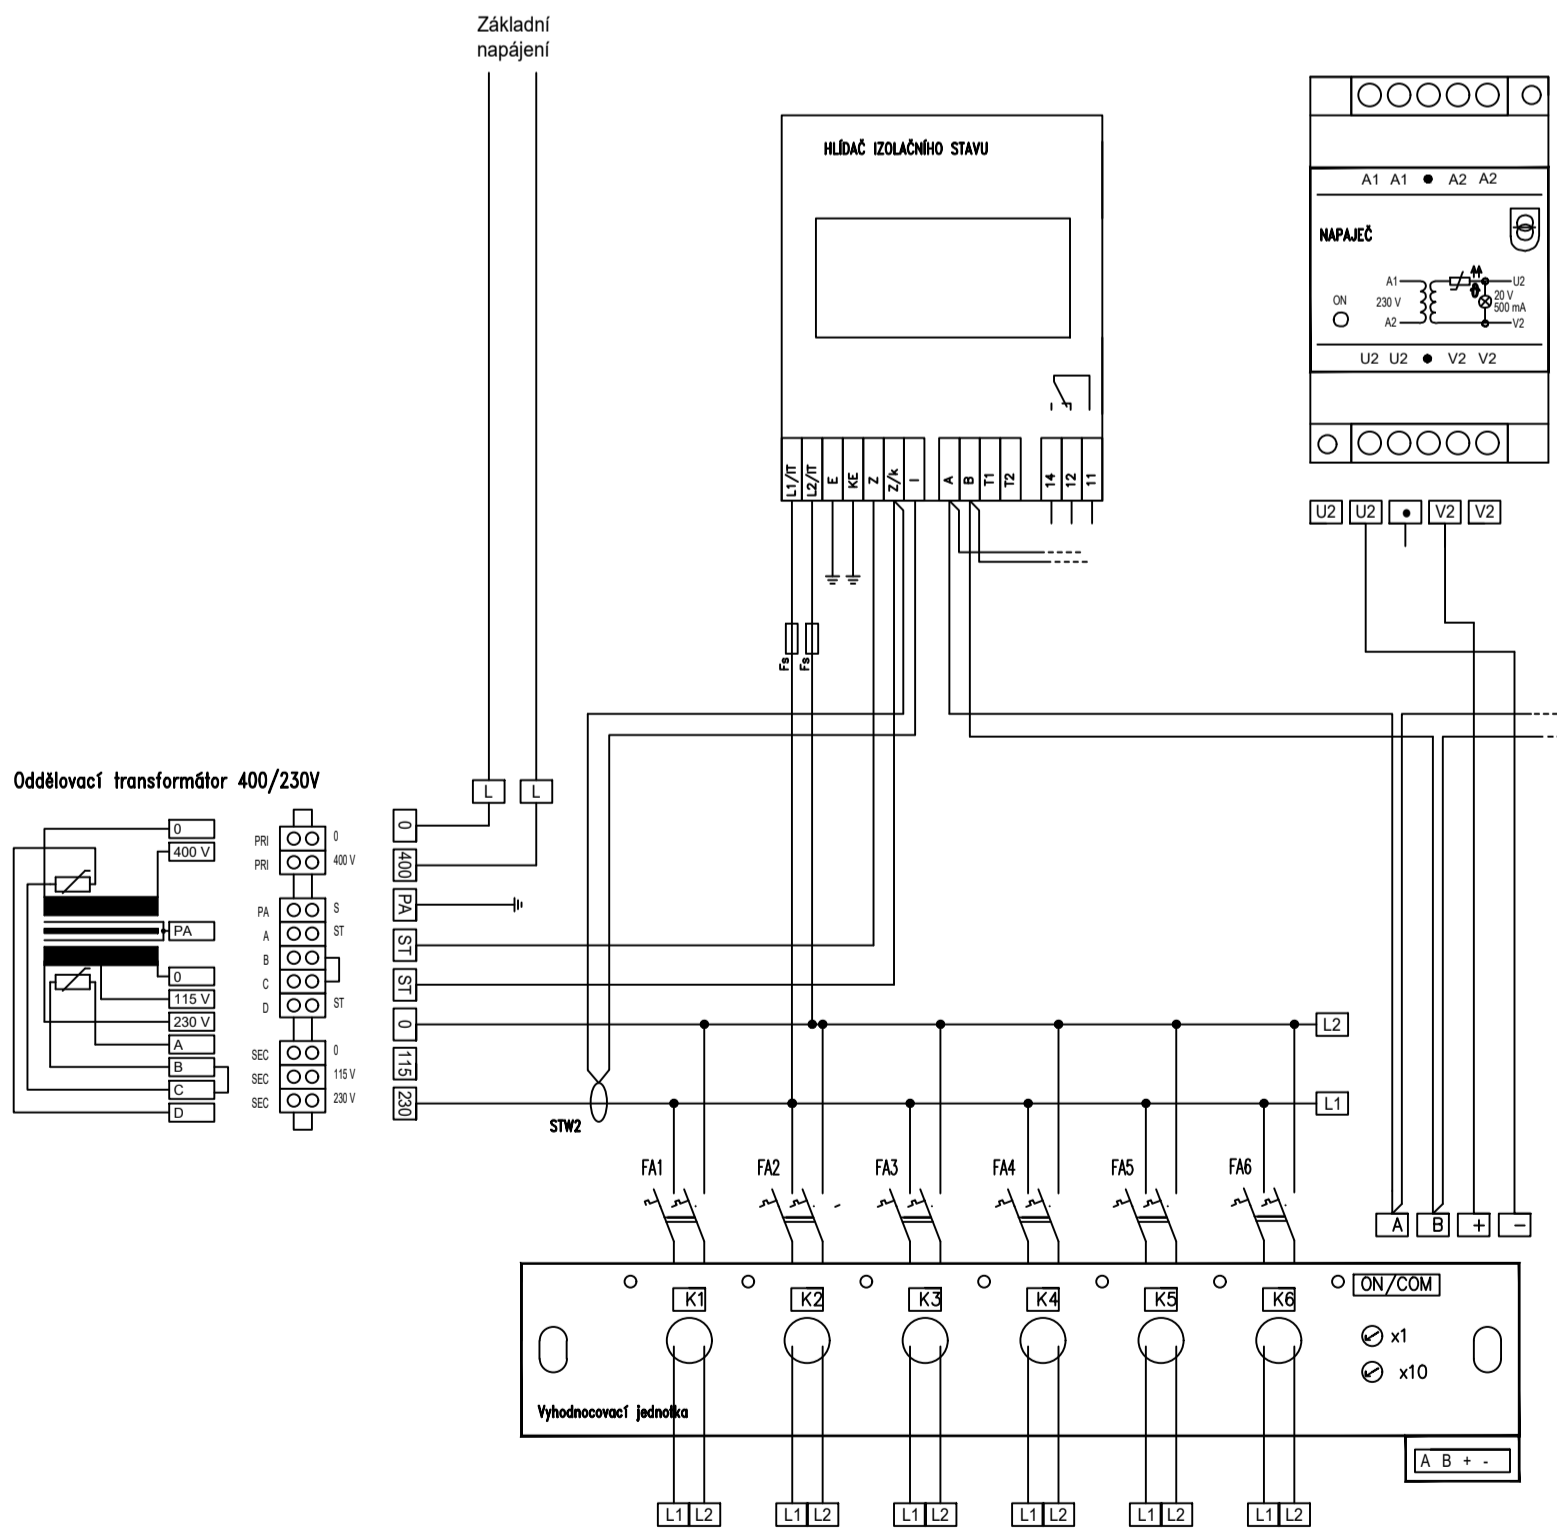 Základní
napájení
HLÍDAČ IZOLAČNÍHO STAVU
L1/IT L2/IT E KE Z Z/k I A B T1 T2 14 12 11
Fs Fs
A1 A1 A2 A2
NAPAJEČ
ON
A1
230 V
A2
U2
20 V
500 mA
V2
U2 U2 V2 V2
U2 U2 V2 V2
Oddělovací transformátor 400/230V
L L
0
400 V
PA
0
115 V
230 V
A
B
C
D
PRI 0
PRI 400 V
PA S
A ST
B
C
D ST
SEC 0
SEC 115 V
SEC 230 V
0
400
PA
ST
ST
0
115
230
L2
L1
STW2
FA1 FA2 FA3 FA4 FA5 FA6
A B + -
K1 K2 K3 K4 K5 K6 ON/COM
x1
x10
Vyhodnocovací jednotka
A B + -
L1 L2 L1 L2 L1 L2 L1 L2 L1 L2 L1 L2